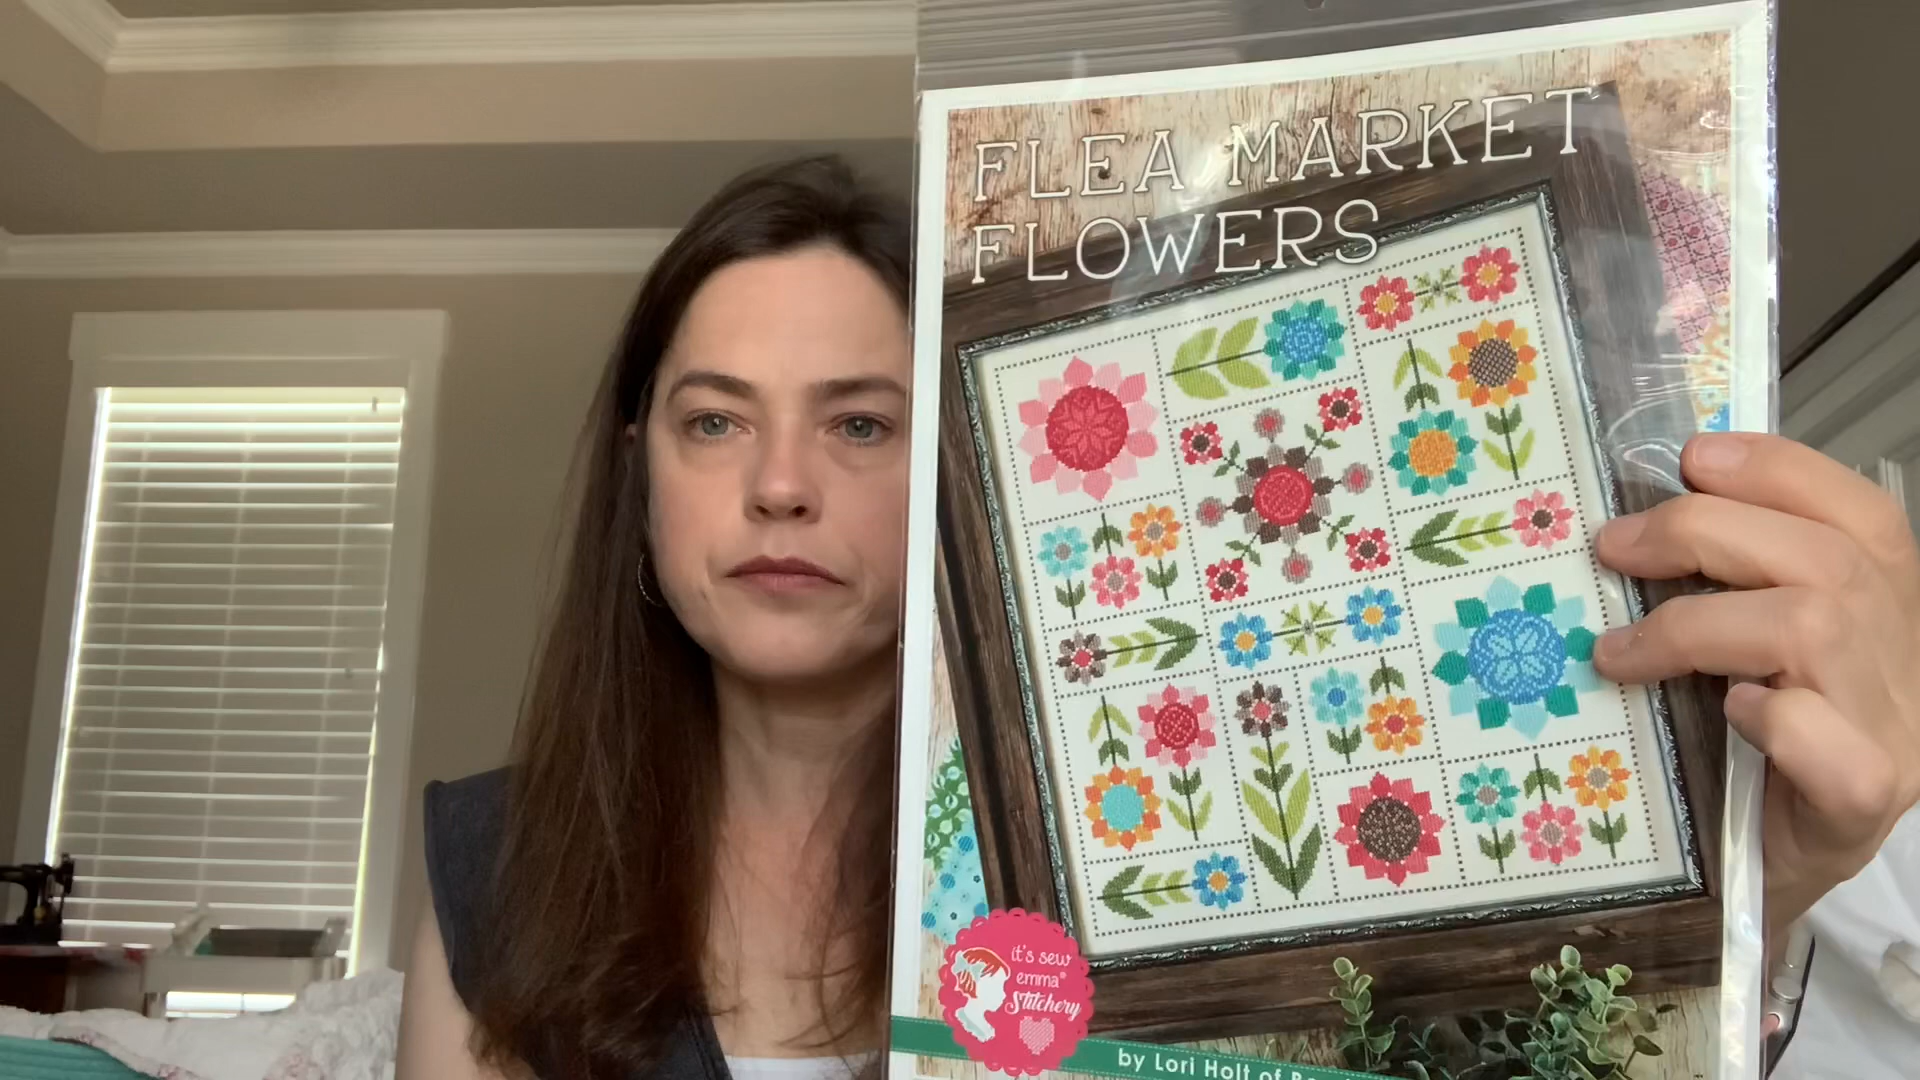 FLEA MARKET
FLOWERS
it's sew
emma®
Stitchery
by Lori Holt of